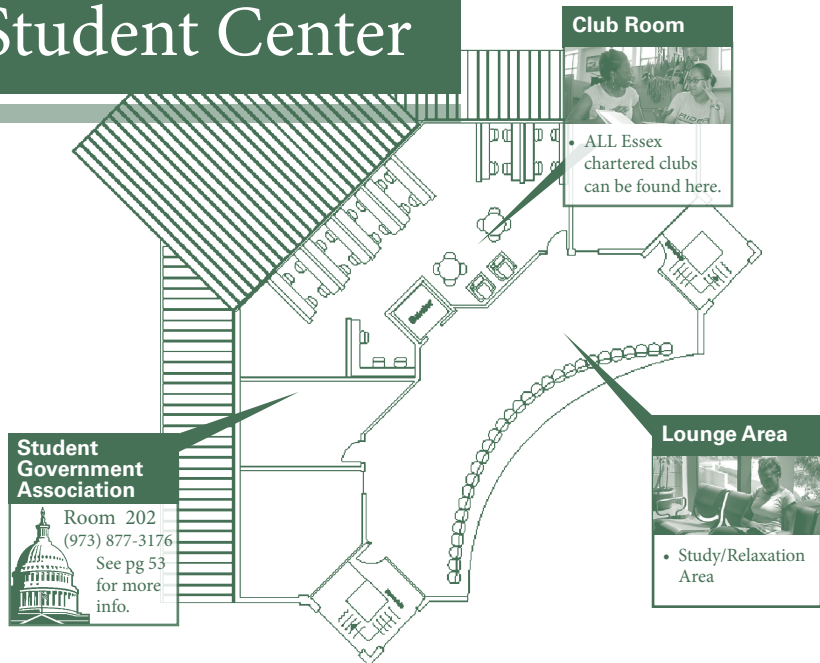 Student Center
Club Room
• ALL Essex
chartered clubs
can be found here.
Student
Government
Association
Room 202
(973) 877-3176
See pg 53
for more
info.
Lounge Area
• Study/Relaxation
Area